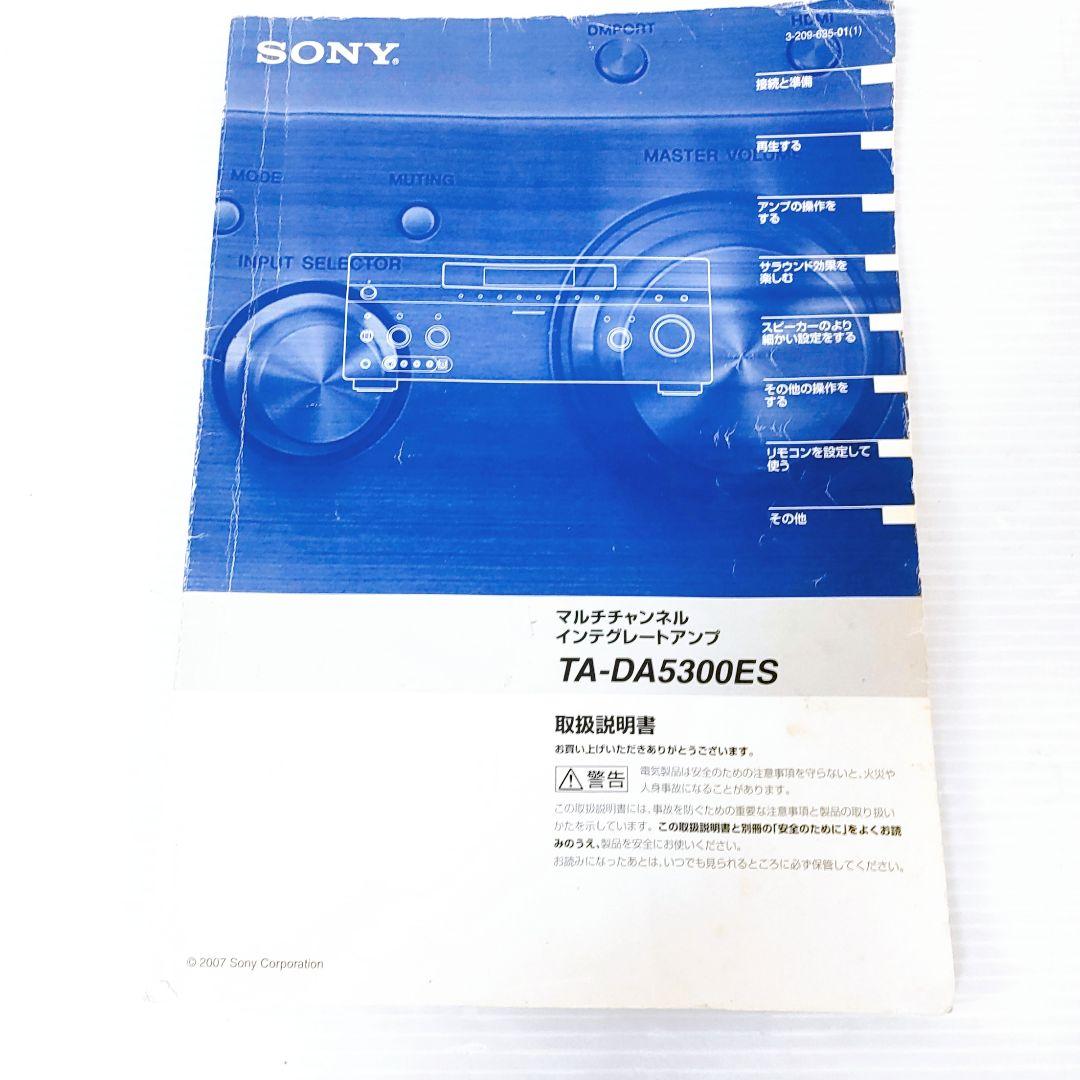 SONY®
DMPORT
HDMI
3-209-635-01(1)
接続と準備
再生する
MASTER VOLUME
MODE
MUTING
アンプの操作を
する
INPUT SELECTOR
サラウンド効果を
楽しむ
スピーカーのより
細かい設定をする
その他の操作を
する
リモコンを設定して
使う
その他
マルチチャンネル
インテグレートアンプ
TA-DA5300ES
取扱説明書
お買い上げいただきありがとうございます。
警告
電気製品は安全のための注意事項を守らないと、火災や
人身事故になることがあります。
この取扱説明書には、事故を防ぐための重要な注意事項と製品の取り扱い
かたを示しています。この取扱説明書と別冊の「安全のために」をよくお読
みのうえ、製品を安全にお使いください。
お読みになったあとは、いつでも見られるところに必ず保管してください。
© 2007 Sony Corporation